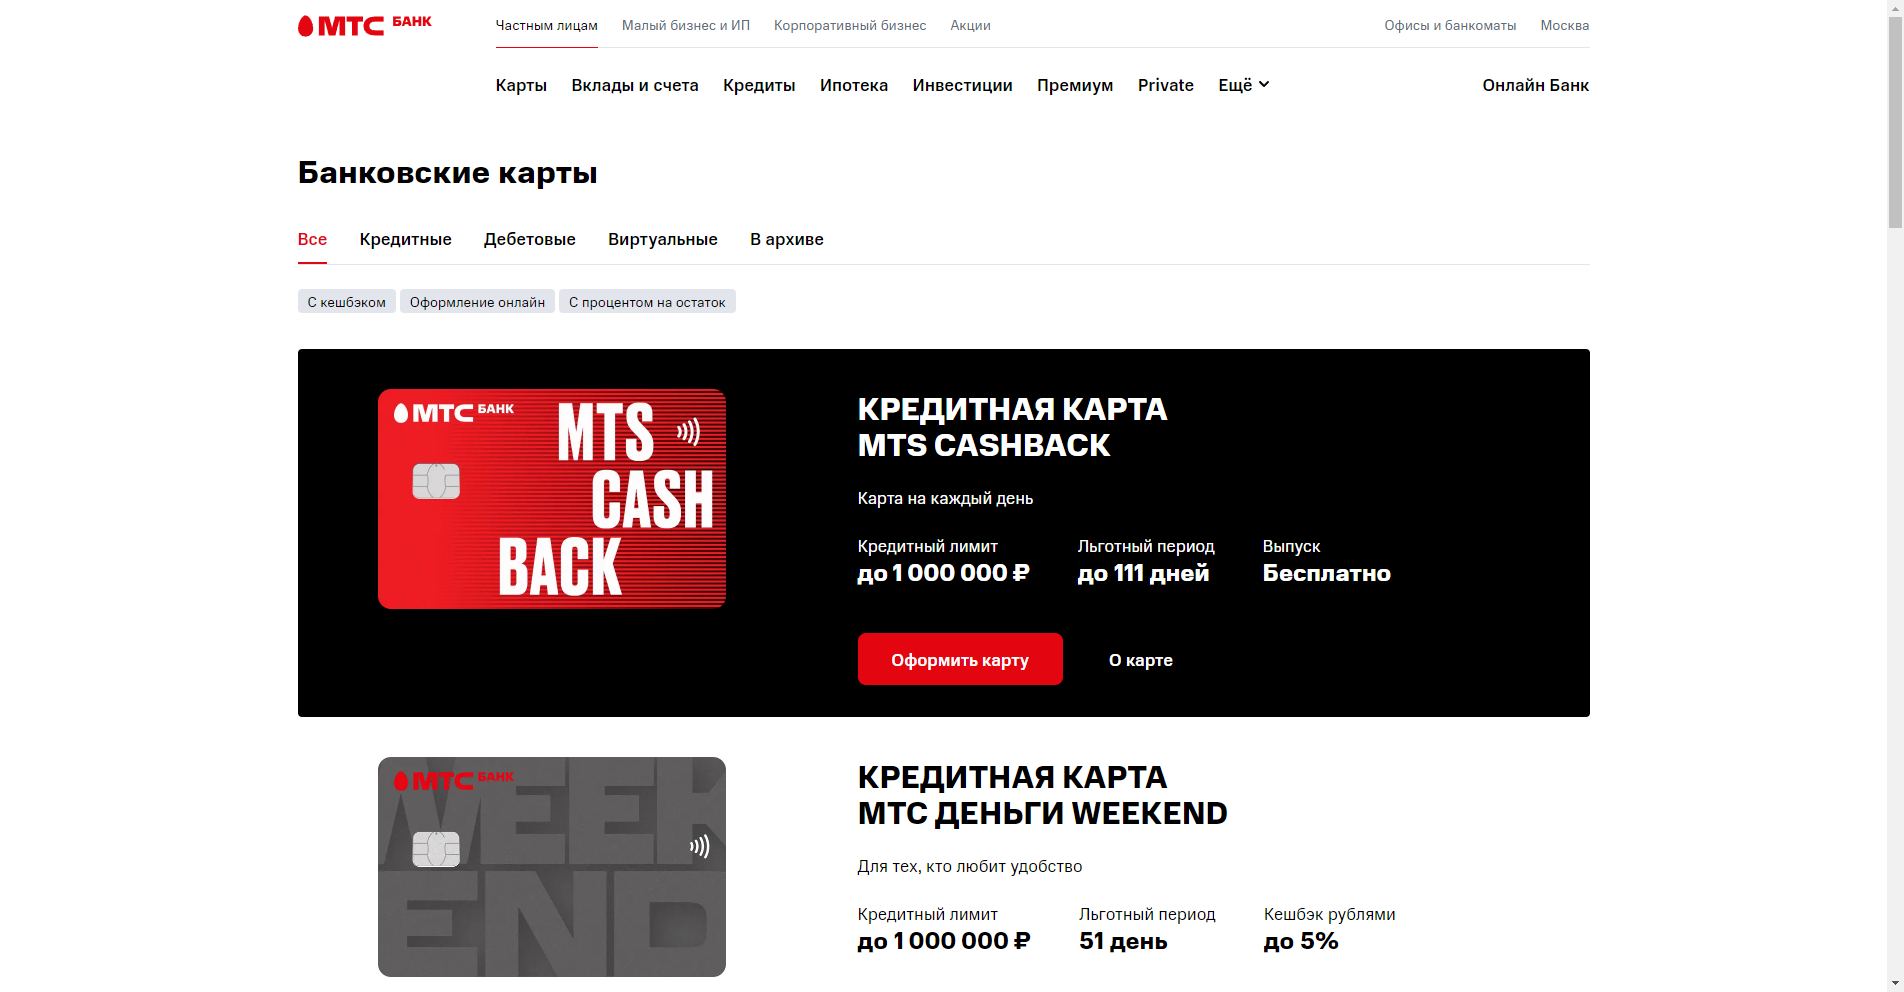 МТС БАНК
Частным лицам Малый бизнес и ИП Корпоративный бизнес Акции Офисы и банкоматы Москва
Карты Вклады и счета Кредиты Ипотека Инвестиции Премиум Private Ещё Онлайн Банк
Банковские карты
Все Кредитные Дебетовые Виртуальные В архиве
С кешбэком Оформление онлайн С процентом на остаток
МТС БАНК
MTS
CASH
BACK
КРЕДИТНАЯ КАРТА
MTS CASHBACK
Карта на каждый день
Кредитный лимит Льготный период Выпуск
до 1 000 000 ₽ до 111 дней Бесплатно
Оформить карту О карте
МТС БАНК
WEEK
END
КРЕДИТНАЯ КАРТА
МТС ДЕНЬГИ WEEKEND
Для тех, кто любит удобство
Кредитный лимит Льготный период Кешбэк рублями
до 1 000 000 ₽ 51 день до 5%